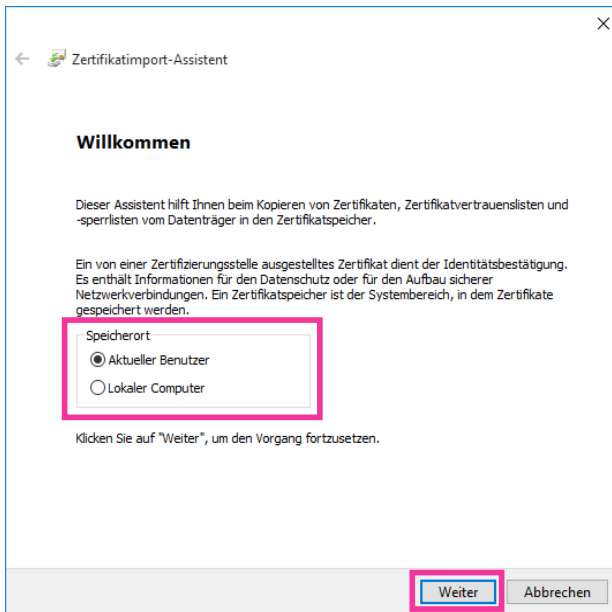 Zertifikatimport-Assistent
Willkommen
Dieser Assistent hilft Ihnen beim Kopieren von Zertifikaten, Zertifikatvertrauenslisten und
-sperrlisten vom Datenträger in den Zertifikatspeicher.
Ein von einer Zertifizierungsstelle ausgestelltes Zertifikat dient der Identitätsbestätigung.
Es enthält Informationen für den Datenschutz oder für den Aufbau sicherer
Netzwerkverbindungen. Ein Zertifikatspeicher ist der Systembereich, in dem Zertifikate
gespeichert werden.
Speicherort
Aktueller Benutzer
Lokaler Computer
Klicken Sie auf "Weiter", um den Vorgang fortzusetzen.
Weiter Abbrechen